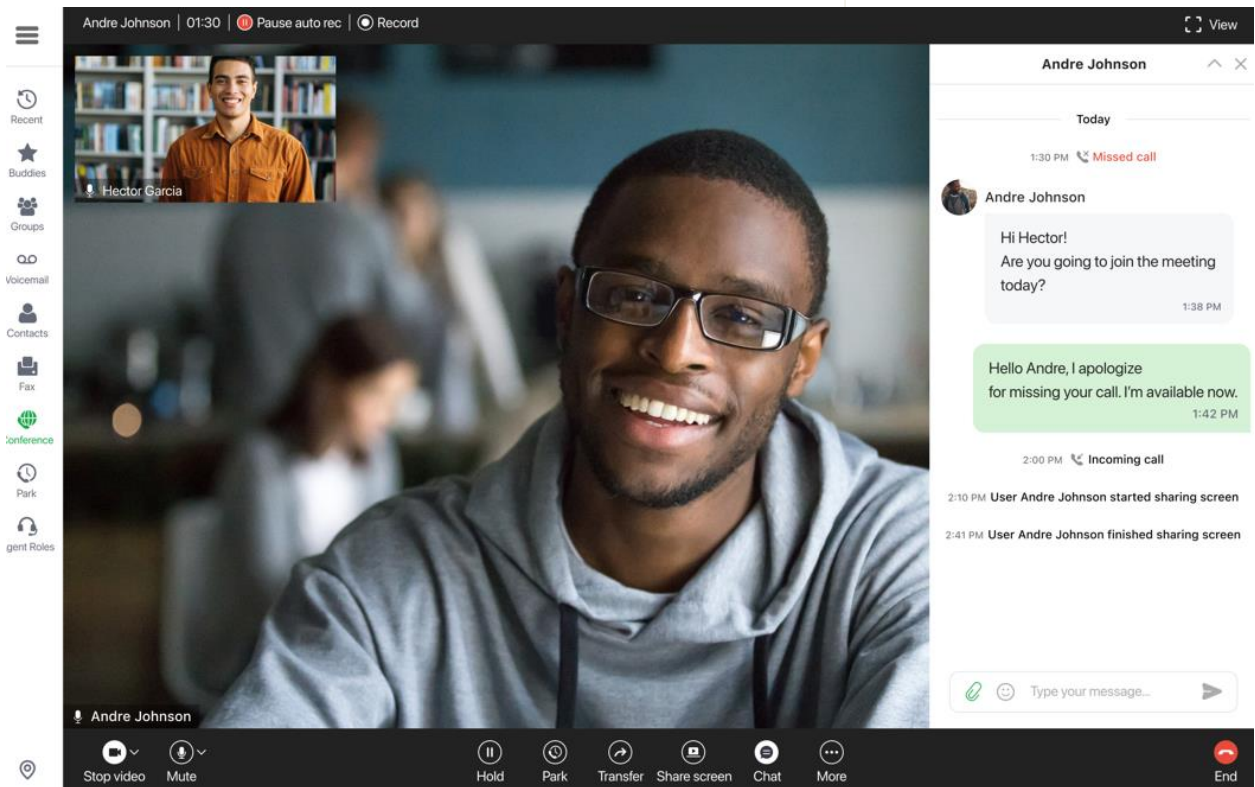 Andre Johnson | 01:30 | Pause auto rec | Record
View
Recent
Buddies
Groups
Voicemail
Contacts
Fax
onference
Park
gent Roles
Hector Garcia
Andre Johnson
Andre Johnson
Today
1:30 PM Missed call
Andre Johnson
Hi Hector!
Are you going to join the meeting
today?
1:38 PM
Hello Andre, I apologize
for missing your call. I'm available now.
1:42 PM
2:00 PM Incoming call
2:10 PM User Andre Johnson started sharing screen
2:41 PM User Andre Johnson finished sharing screen
Type your message...
Stop video
Mute
Hold
Park
Transfer
Share screen
Chat
More
End